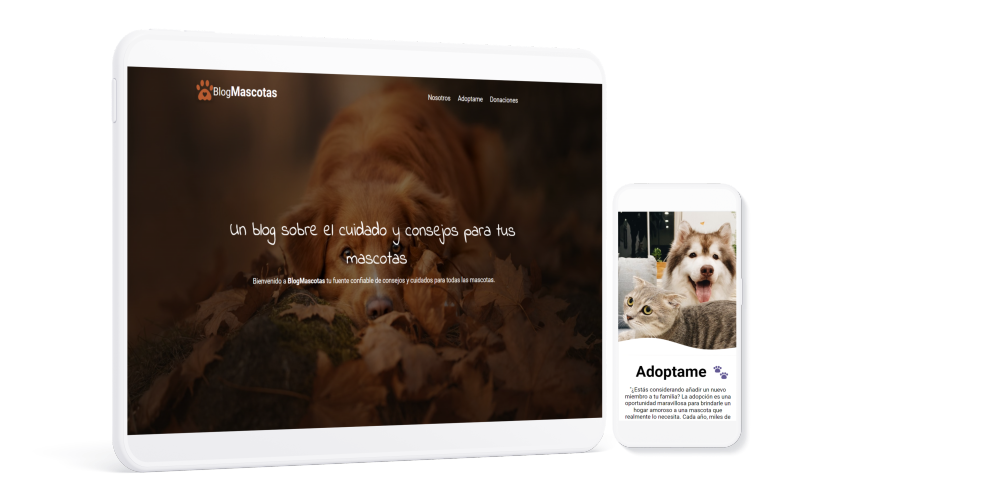 BlogMascotas
Nosotros Adoptame Donaciones
Un blog sobre el cuidado y consejos para tus
mascotas
Bienvenido a BlogMascotas tu fuente confiable de consejos y cuidados para todas las mascotas.
Adoptame
"¿Estás considerando añadir un nuevo
miembro a tu familia? La adopción es una
oportunidad maravillosa para brindarle un
hogar amoroso a una mascota que
realmente lo necesita. Cada año, miles de